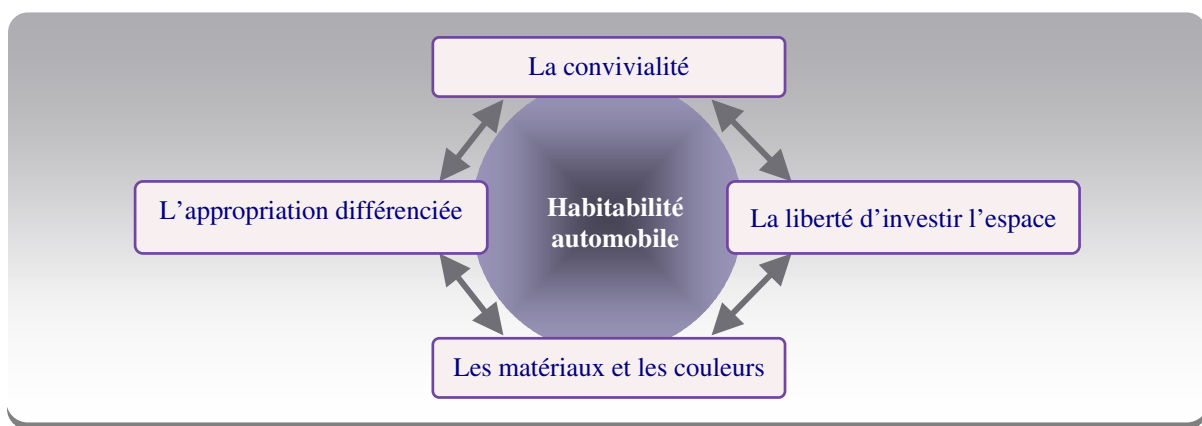 La convivialité
L’appropriation différenciée
Habitabilité
automobile
La liberté d’investir l’espace
Les matériaux et les couleurs